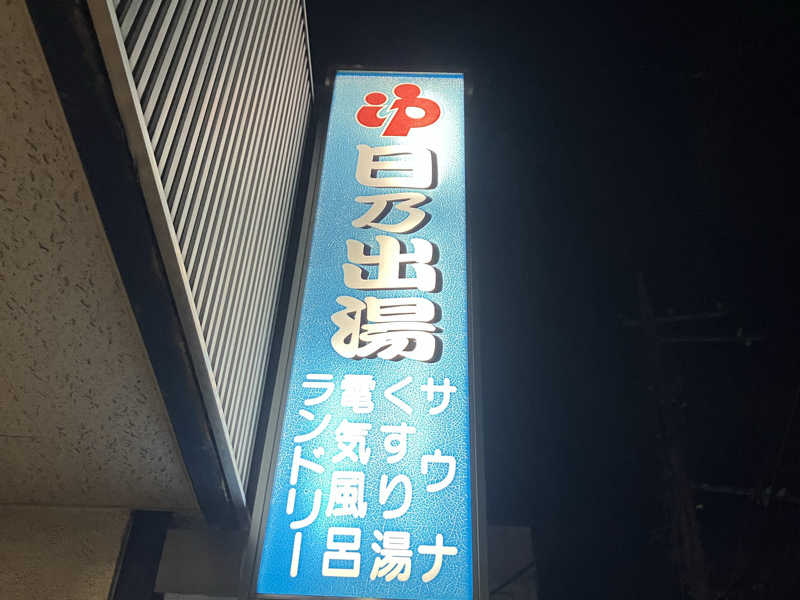 ゆ
日乃出湯
サウナ
くすり湯
電気風呂
ランドリー